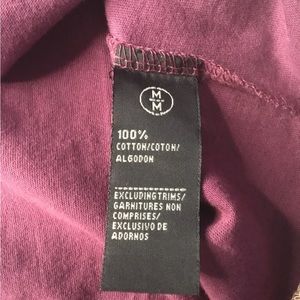 M
M
100%
COTTON/COTON/
ALGODON
EXCLUDING TRIMS/
GARNITURES NON
COMPRISES/
EXCLUSIVO DE
ADORNOS